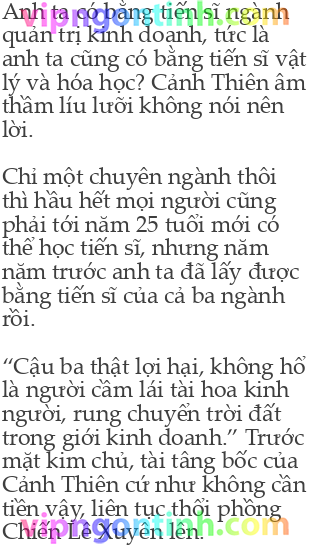 Anh ta có bằng tiến sĩ ngành
vipngontinh.com
quản trị kinh doanh, tức là
anh ta cũng có bằng tiến sĩ vật
lý và hóa học? Cảnh Thiên âm
thầm líu lưỡi không nói nên
lời.
Chỉ một chuyên ngành thôi
thì hầu hết mọi người cũng
phải tới năm 25 tuổi mới có
thể học tiến sĩ, nhưng năm
năm trước anh ta đã lấy được
bằng tiến sĩ của cả ba ngành
rồi.
“Cậu ba thật lợi hại, không hổ
là người cầm lái tài hoa kinh
người, rung chuyển trời đất
trong giới kinh doanh.” Trước
mặt kim chủ, tài tâng bốc của
Cảnh Thiên cứ như không cần
tiền vậy, liên tục thổi phồng
Chiến Lê Xuyên lên.
vipngontinh.com